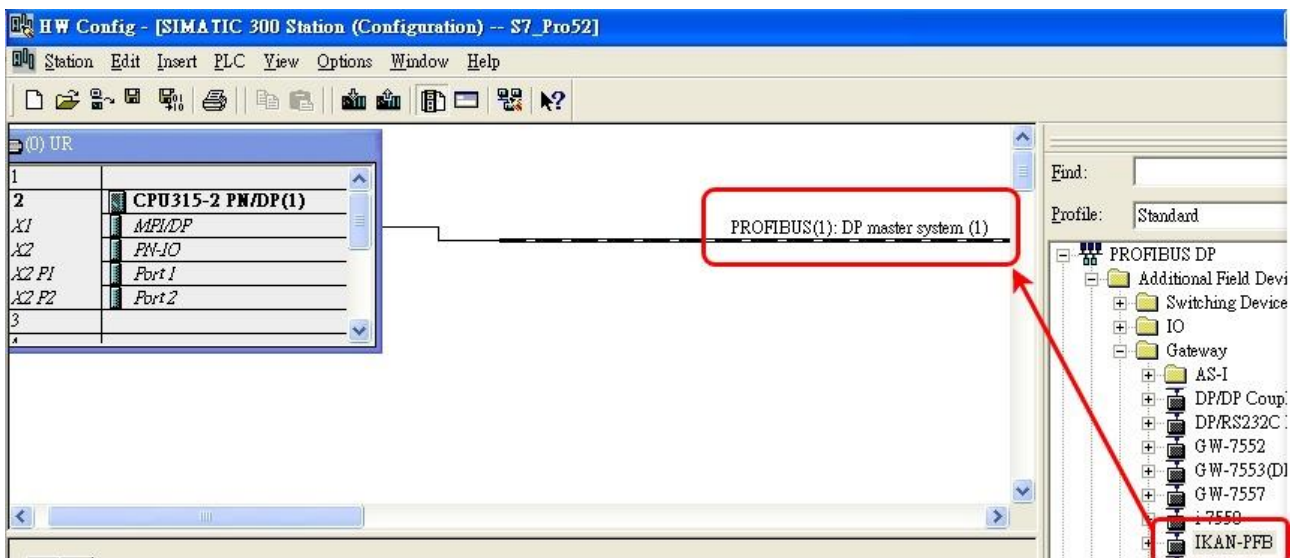 HW Config - [SIMATIC 300 Station (Configuration) -- S7_Pro52]
Station Edit Insert PLC View Options Window Help
(0) UR
1
2 CPU315-2 PN/DP(1)
X1 MPI/DP
X2 PN-IO
X2 P1 Port 1
X2 P2 Port 2
3
PROFIBUS(1): DP master system (1)
Find:
Profile: Standard
PROFIBUS DP
Additional Field Devi
Switching Device
IO
Gateway
AS-I
DP/DP Coup
DP/RS232C
GW-7552
GW-7553(D
GW-7557
i-7550
IKAN-PFB